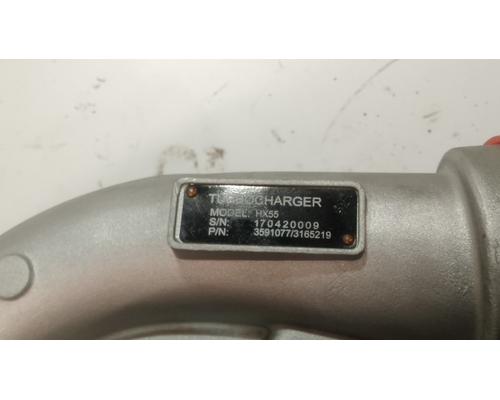 TURBOCHARGER
MODEL: HX55
S/N: 170420009
P/N: 3591077/3165219